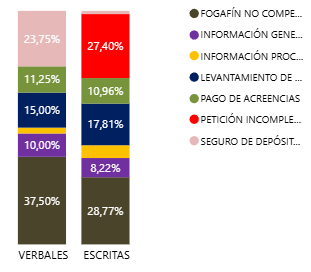 23,75%
11,25%
15,00%
10,00%
37,50%
VERBALES
27,40%
10,96%
17,81%
8,22%
28,77%
ESCRITAS
FOGAFÍN NO COMPE...
INFORMACIÓN GENE...
INFORMACIÓN PROC...
LEVANTAMIENTO DE ...
PAGO DE ACREENCIAS
PETICIÓN INCOMPLE...
SEGURO DE DEPÓSIT...